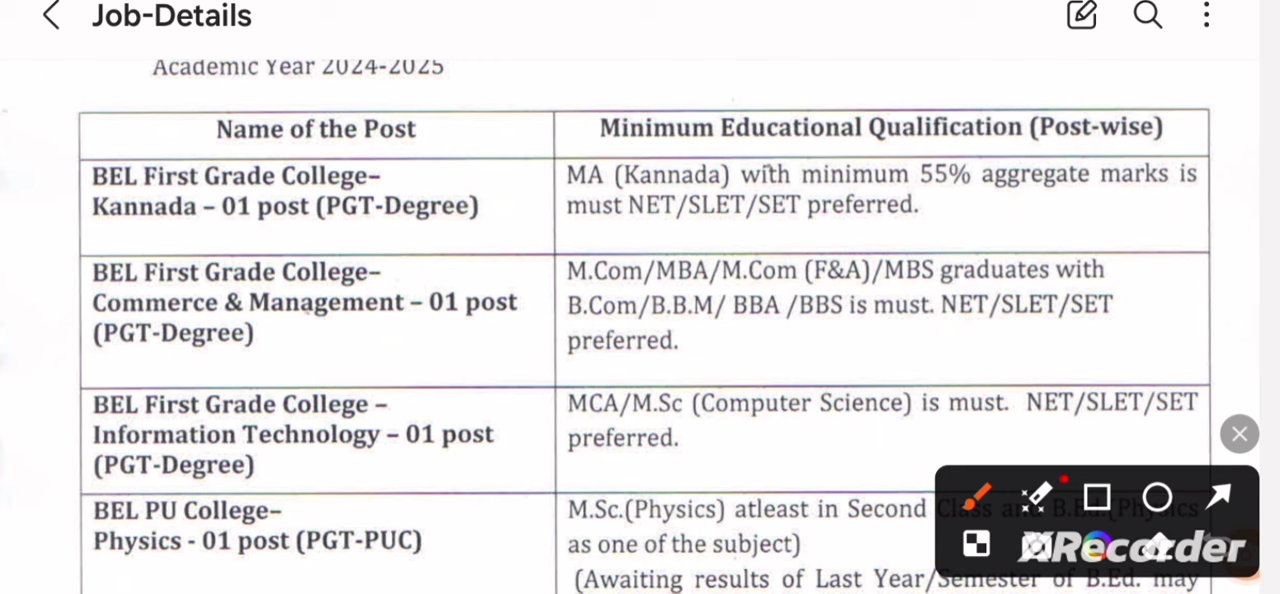 Job-Details
Academic Year 2024-2025
Name of the Post
Minimum Educational Qualification (Post-wise)
BEL First Grade College–
Kannada – 01 post (PGT-Degree)
MA (Kannada) with minimum 55% aggregate marks is
must NET/SLET/SET preferred.
BEL First Grade College–
Commerce & Management – 01 post
(PGT-Degree)
M.Com/MBA/M.Com (F&A)/MBS graduates with
B.Com/B.B.M/ BBA /BBS is must. NET/SLET/SET
preferred.
BEL First Grade College –
Information Technology – 01 post
(PGT-Degree)
MCA/M.Sc (Computer Science) is must. NET/SLET/SET
preferred.
BEL PU College–
Physics - 01 post (PGT-PUC)
M.Sc.(Physics) atleast in Second Class and B.Ed.(Physics
as one of the subject)
(Awaiting results of Last Year/Semester of B.Ed. may
XRecorder